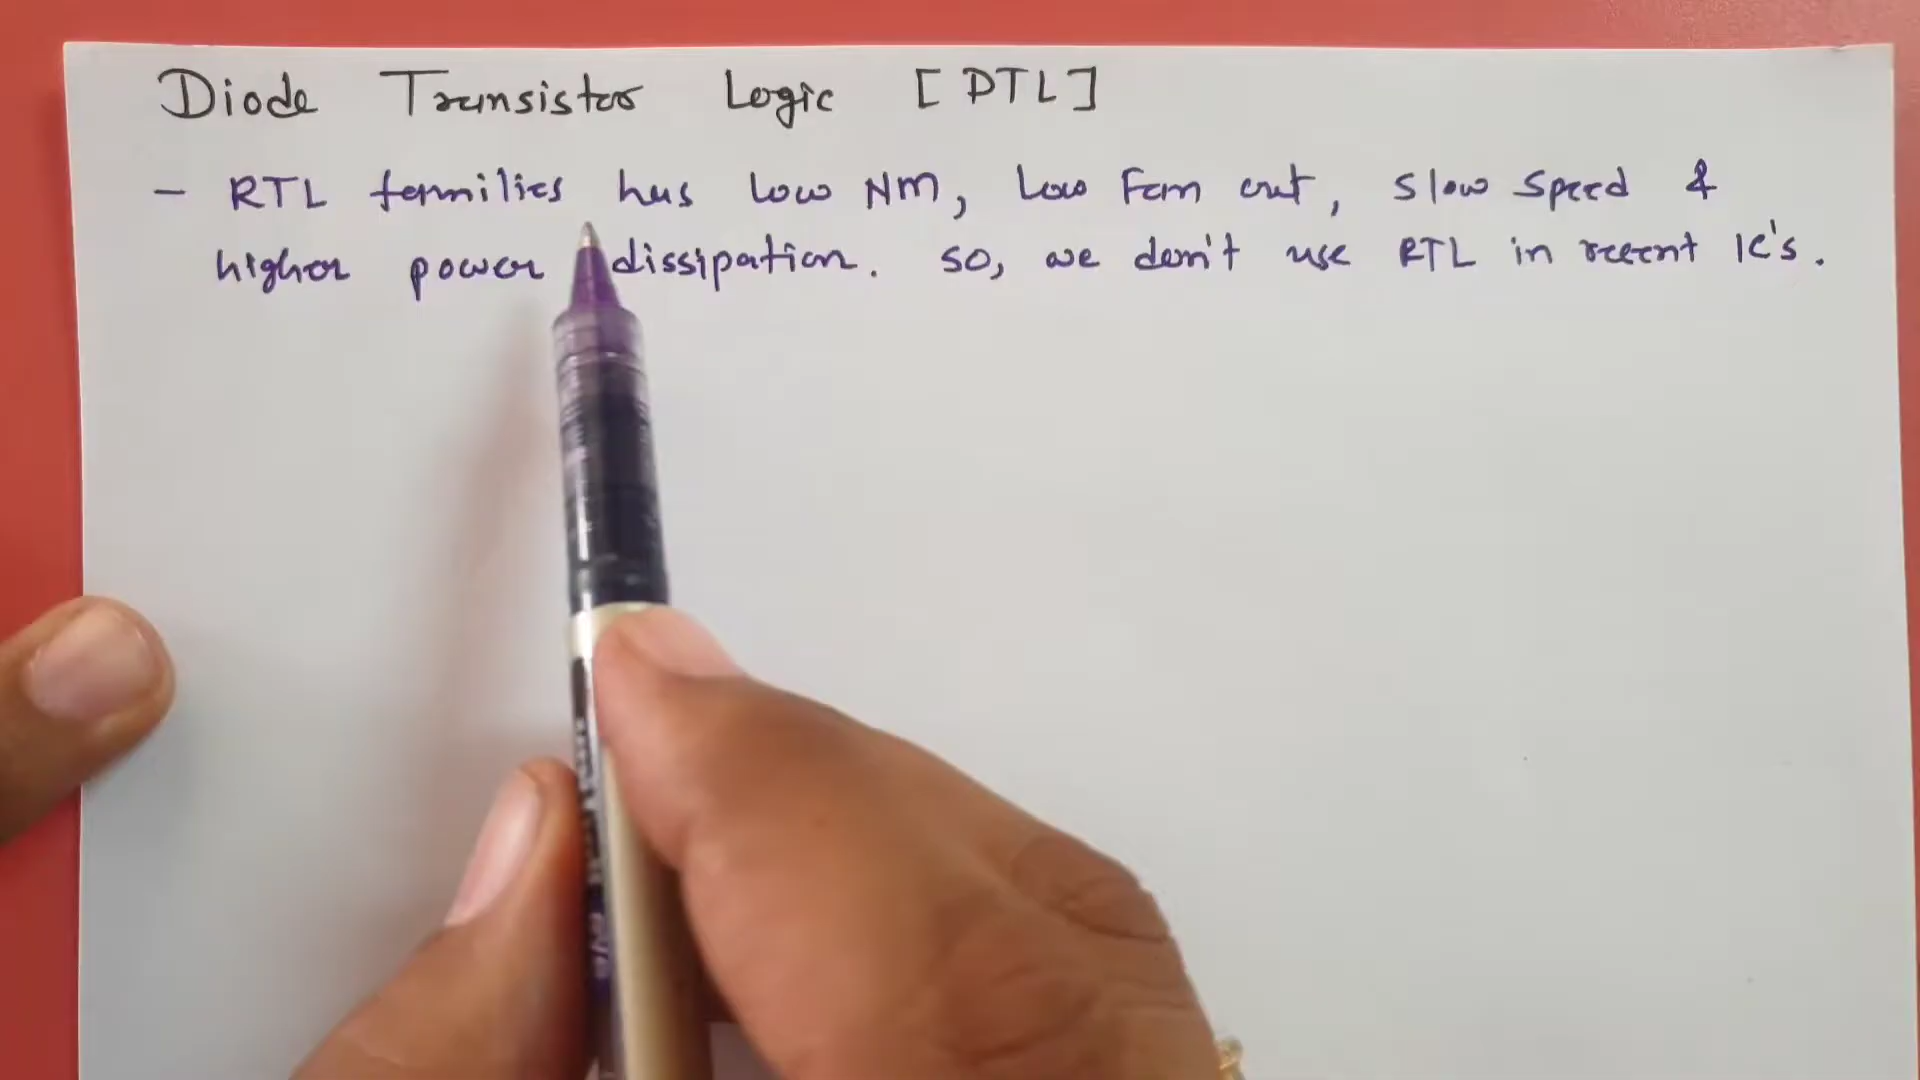 Diode Transistor Logic [DTL]
- RTL families has low NM, Low Fan out, slow speed &
higher power dissipation. so, we don't use RTL in recent IC's.